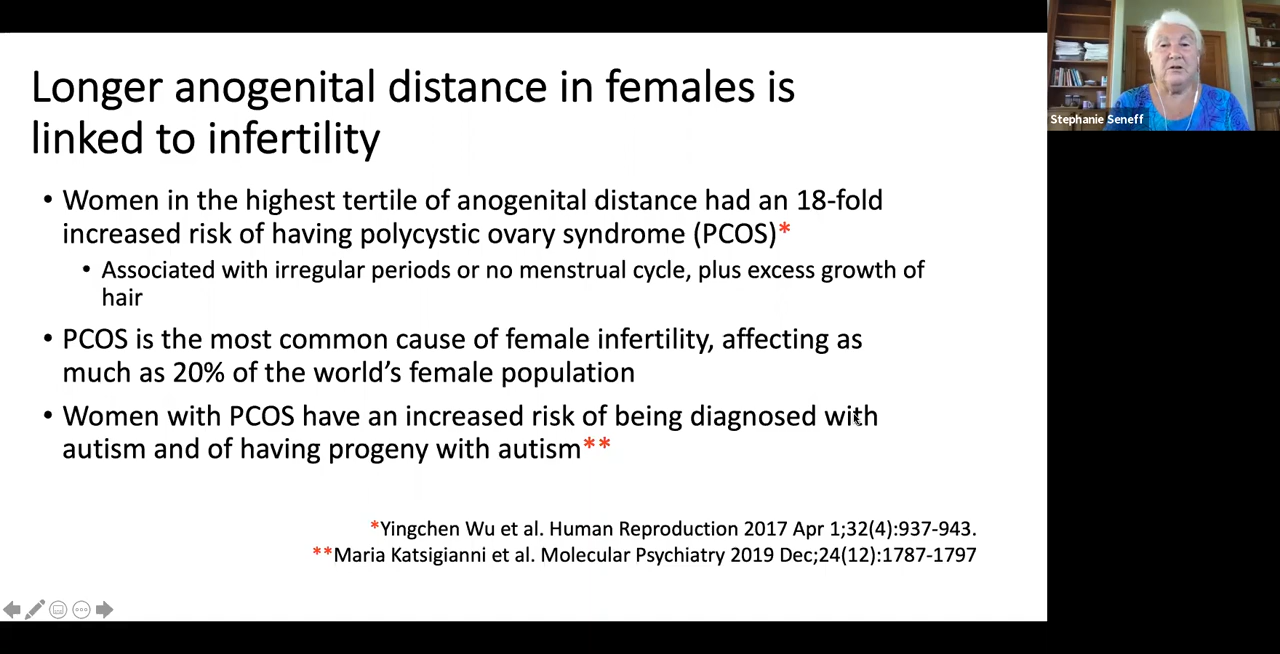 Longer anogenital distance in females is
linked to infertility
• Women in the highest tertile of anogenital distance had an 18-fold
increased risk of having polycystic ovary syndrome (PCOS)*
• Associated with irregular periods or no menstrual cycle, plus excess growth of
hair
• PCOS is the most common cause of female infertility, affecting as
much as 20% of the world's female population
• Women with PCOS have an increased risk of being diagnosed with
autism and of having progeny with autism**
*Yingchen Wu et al. Human Reproduction 2017 Apr 1;32(4):937-943.
**Maria Katsigianni et al. Molecular Psychiatry 2019 Dec;24(12):1787-1797
Stephanie Seneff